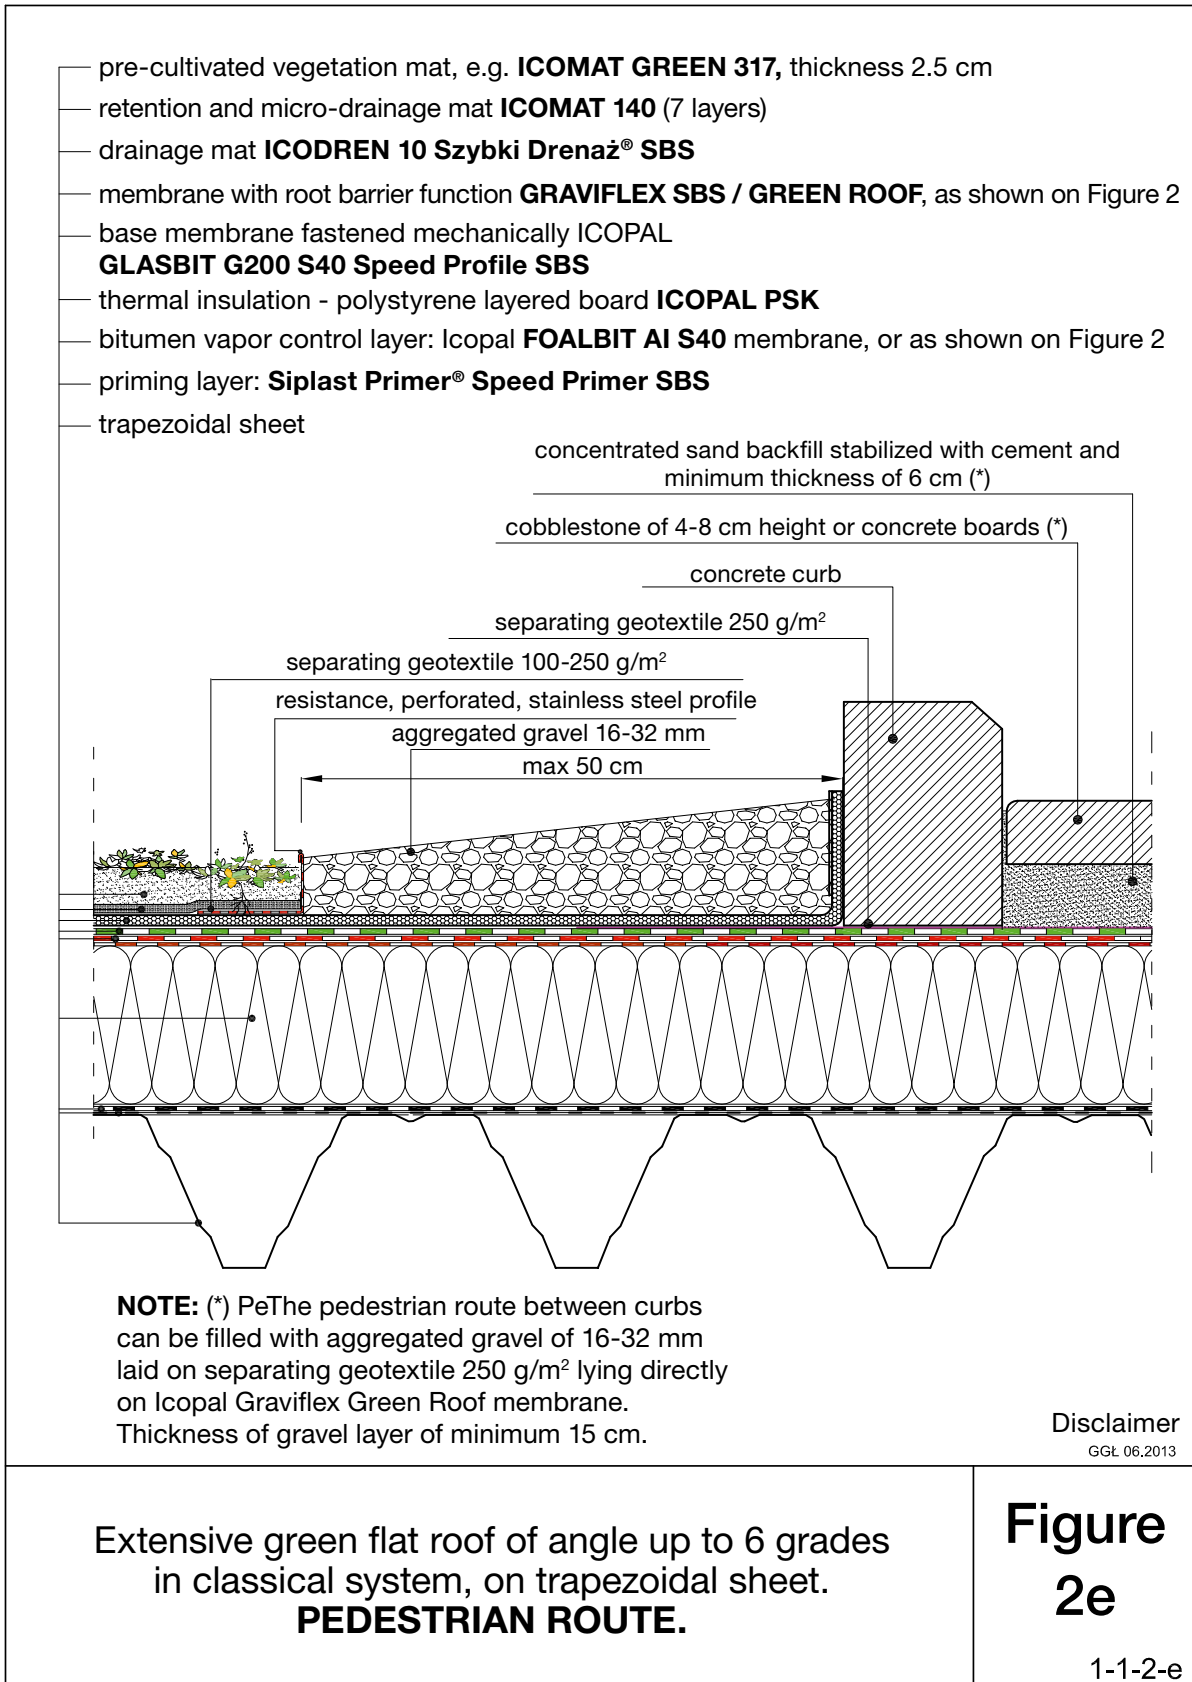 pre-cultivated vegetation mat, e.g. ICOMAT GREEN 317, thickness 2.5 cm
retention and micro-drainage mat ICOMAT 140 (7 layers)
drainage mat ICODREN 10 Szybki Drenaż® SBS
membrane with root barrier function GRAVIFLEX SBS / GREEN ROOF, as shown on Figure 2
base membrane fastened mechanically ICOPAL
GLASBIT G200 S40 Speed Profile SBS
thermal insulation - polystyrene layered board ICOPAL PSK
bitumen vapor control layer: Icopal FOALBIT Al S40 membrane, or as shown on Figure 2
priming layer: Siplast Primer® Speed Primer SBS
trapezoidal sheet
concentrated sand backfill stabilized with cement and
minimum thickness of 6 cm (*)
cobblestone of 4-8 cm height or concrete boards (*)
concrete curb
separating geotextile 250 g/m²
separating geotextile 100-250 g/m²
resistance, perforated, stainless steel profile
aggregated gravel 16-32 mm
max 50 cm
NOTE: (*) PeThe pedestrian route between curbs
can be filled with aggregated gravel of 16-32 mm
laid on separating geotextile 250 g/m² lying directly
on Icopal Graviflex Green Roof membrane.
Thickness of gravel layer of minimum 15 cm.
Disclaimer
GGŁ 06.2013
Extensive green flat roof of angle up to 6 grades
in classical system, on trapezoidal sheet.
PEDESTRIAN ROUTE.
Figure
2e
1-1-2-e